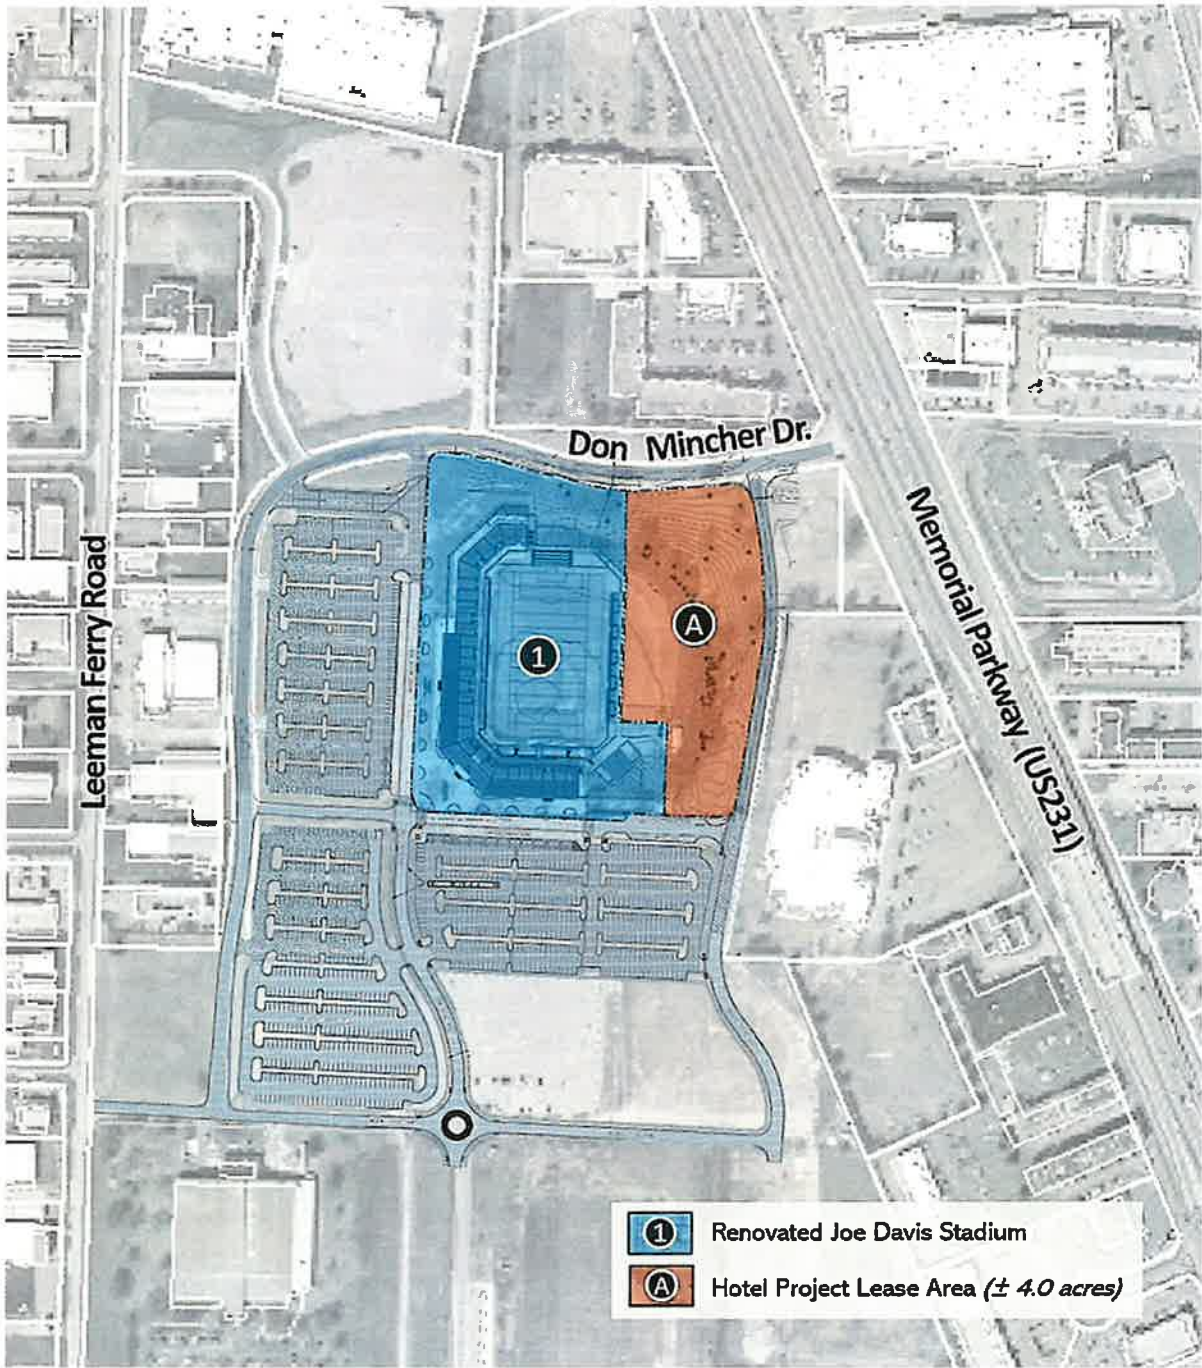 Don Mincher Dr.
Memorial Parkway (US231)
Leeman Ferry Road
1
A
1 Renovated Joe Davis Stadium
A Hotel Project Lease Area (± 4.0 acres)